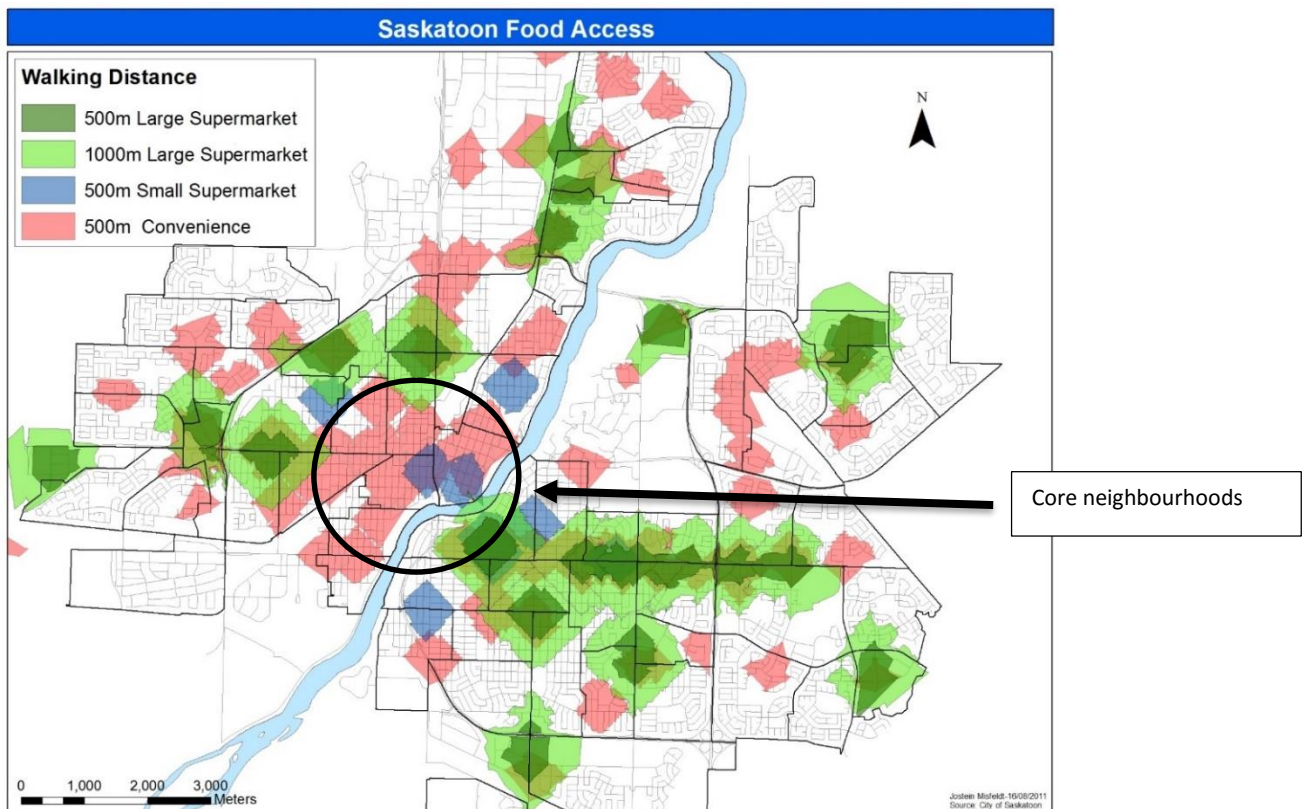 Saskatoon Food Access
Walking Distance
500m Large Supermarket
1000m Large Supermarket
500m Small Supermarket
500m Convenience
N
Core neighbourhoods
0 1,000 2,000 3,000
Meters
Jostein Misfeldt-16/08/2011
Source: City of Saskatoon